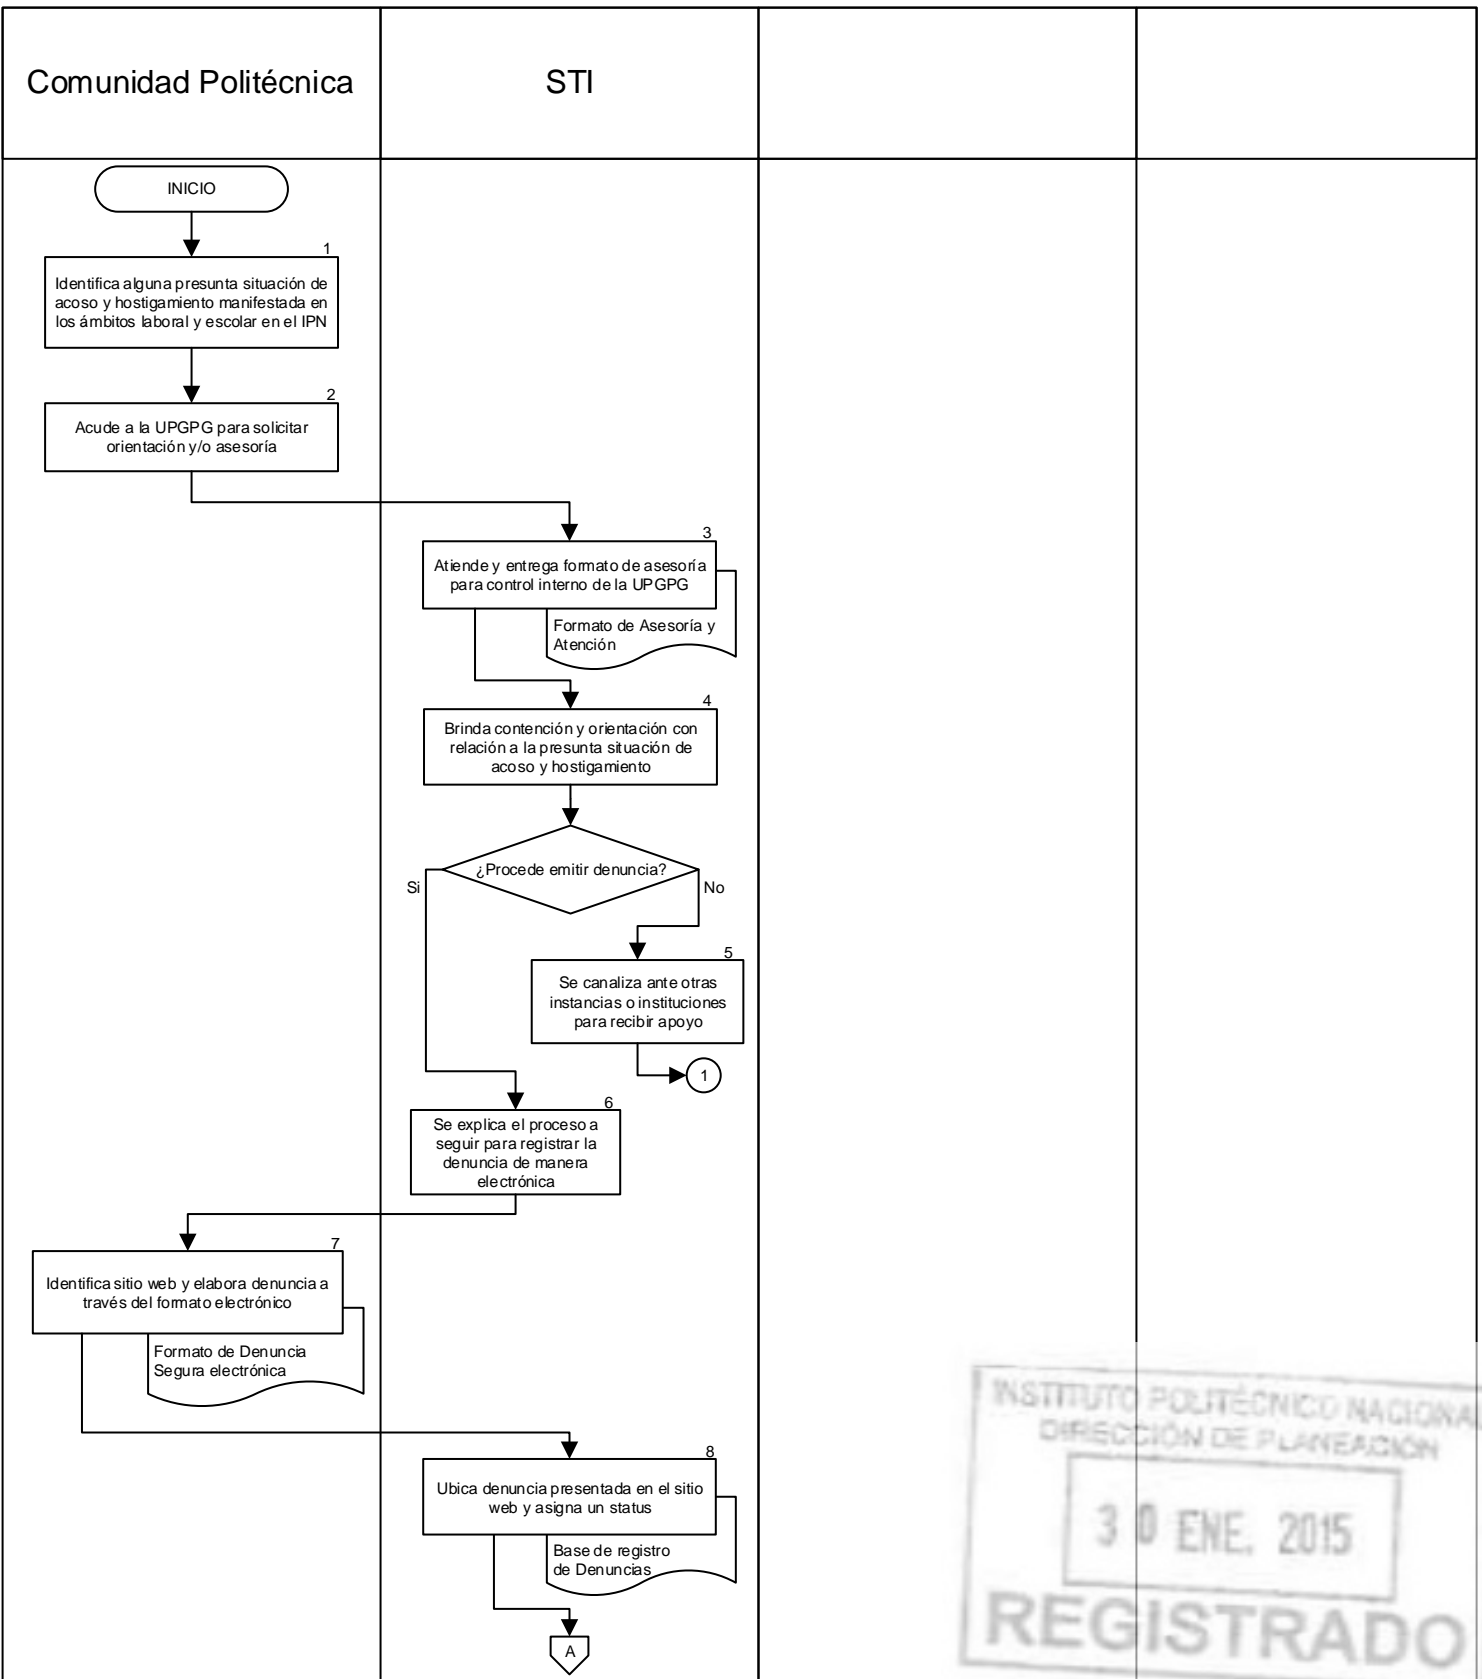 Comunidad Politécnica
STI
INICIO
1
Identifica alguna presunta situación de
acoso y hostigamiento manifestada en
los ámbitos laboral y escolar en el IPN
2
Acude a la UPGPG para solicitar
orientación y/o asesoría
3
Atiende y entrega formato de asesoría
para control interno de la UPGPG
Formato de Asesoría y
Atención
4
Brinda contención y orientación con
relación a la presunta situación de
acoso y hostigamiento
¿Procede emitir denuncia?
Si
No
5
Se canaliza ante otras
instancias o instituciones
para recibir apoyo
1
6
Se explica el proceso a
seguir para registrar la
denuncia de manera
electrónica
7
Identifica sitio web y elabora denuncia a
través del formato electrónico
Formato de Denuncia
Segura electrónica
8
Ubica denuncia presentada en el sitio
web y asigna un status
Base de registro
de Denuncias
A
INSTITUTO POLITÉCNICO NACIONAL
DIRECCIÓN DE PLANEACIÓN
30 ENE. 2015
REGISTRADO